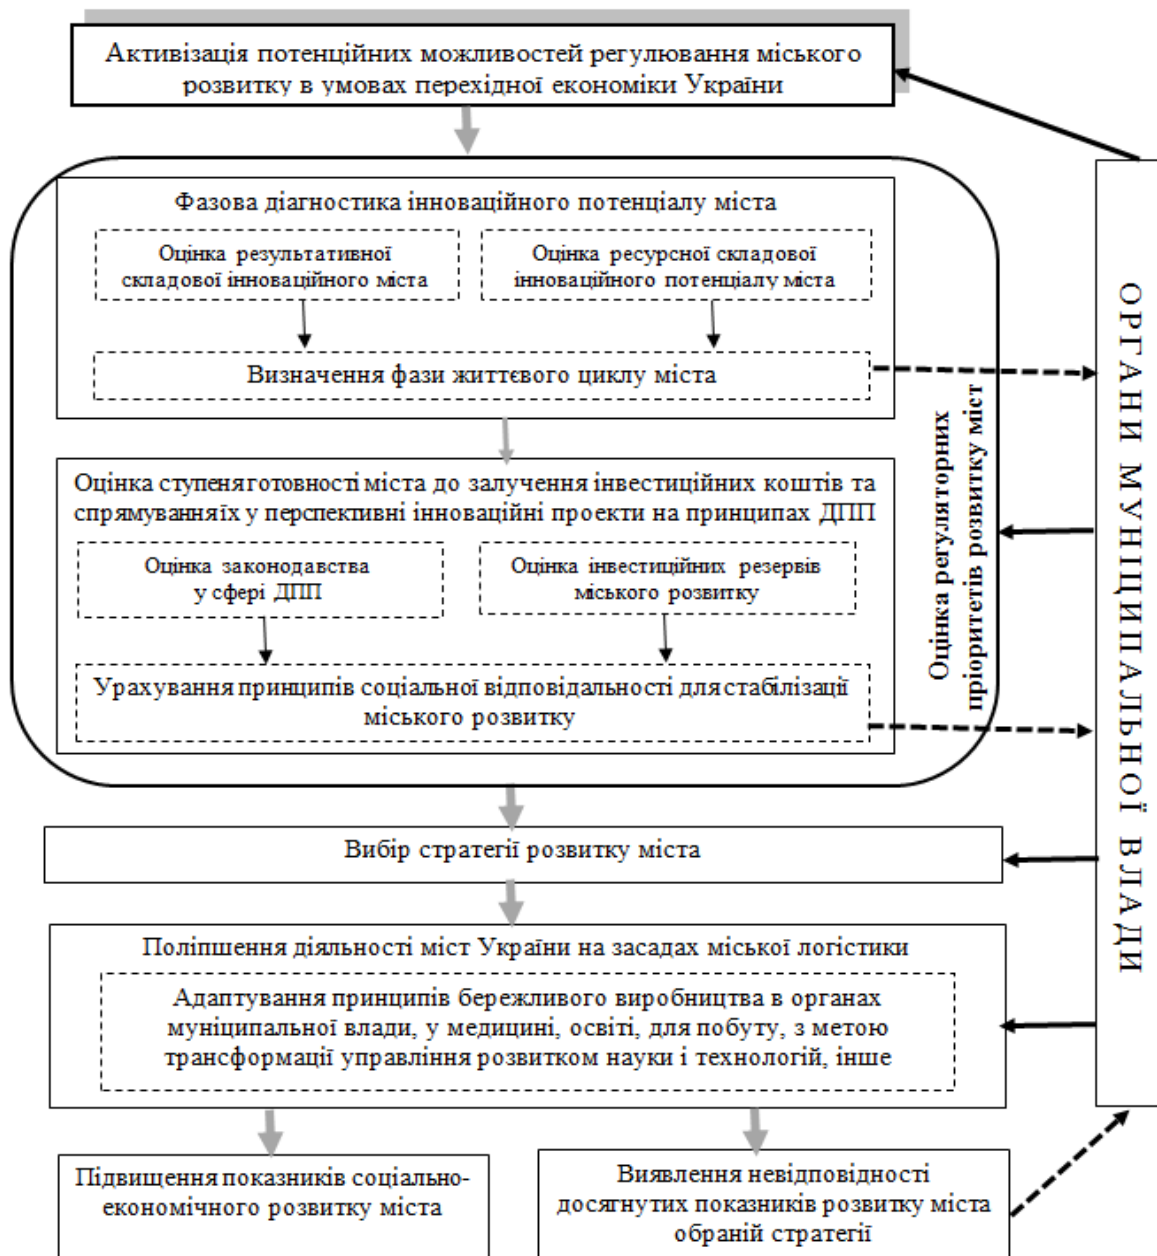 Активізація потенційних можливостей регулювання міського
розвитку в умовах перехідної економіки України
Фазова діагностика інноваційного потенціалу міста
Оцінка результативної
складової інноваційного міста
Оцінка ресурсної складової
інноваційного потенціалу міста
Визначення фази життєвого циклу міста
Оцінка ступеня готовності міста до залучення інвестиційних коштів та
спрямування їх у перспективні інноваційні проекти на принципах ДПП
Оцінка законодавства
у сфері ДПП
Оцінка інвестиційних резервів
міського розвитку
Урахування принципів соціальної відповідальності для стабілізації
міського розвитку
Оцінка регуляторних
пріоритетів розвитку міст
ОРГАНИ МУНІЦИПАЛЬНОЇ ВЛАДИ
Вибір стратегії розвитку міста
Поліпшення діяльності міст України на засадах міської логістики
Адаптування принципів бережливого виробництва в органах
муніципальної влади, у медицині, освіті, для побуту, з метою
трансформації управління розвитком науки і технологій, інше
Підвищення показників соціально-
економічного розвитку міста
Виявлення невідповідності
досягнутих показників розвитку міста
обраній стратегії